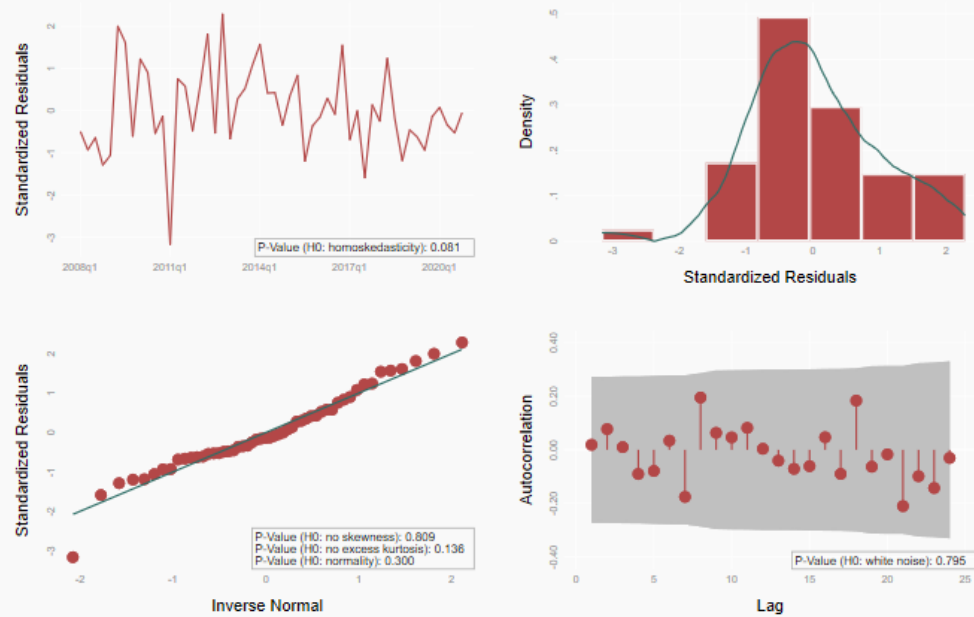 Standardized Residuals
2
1
0
-1
-2
-3
P-Value (H0: homoskedasticity): 0.081
2008q1 2011q1 2014q1 2017q1 2020q1
Density
.5
.4
.3
.2
.1
0
-3 -2 -1 0 1 2
Standardized Residuals
Standardized Residuals
2
1
0
-1
-2
-3
P-Value (H0: no skewness): 0.809
P-Value (H0: no excess kurtosis): 0.136
P-Value (H0: normality): 0.300
-2 -1 0 1 2
Inverse Normal
Autocorrelation
0.40
0.20
0.00
-0.20
-0.40
P-Value (H0: white noise): 0.795
0 5 10 15 20 25
Lag